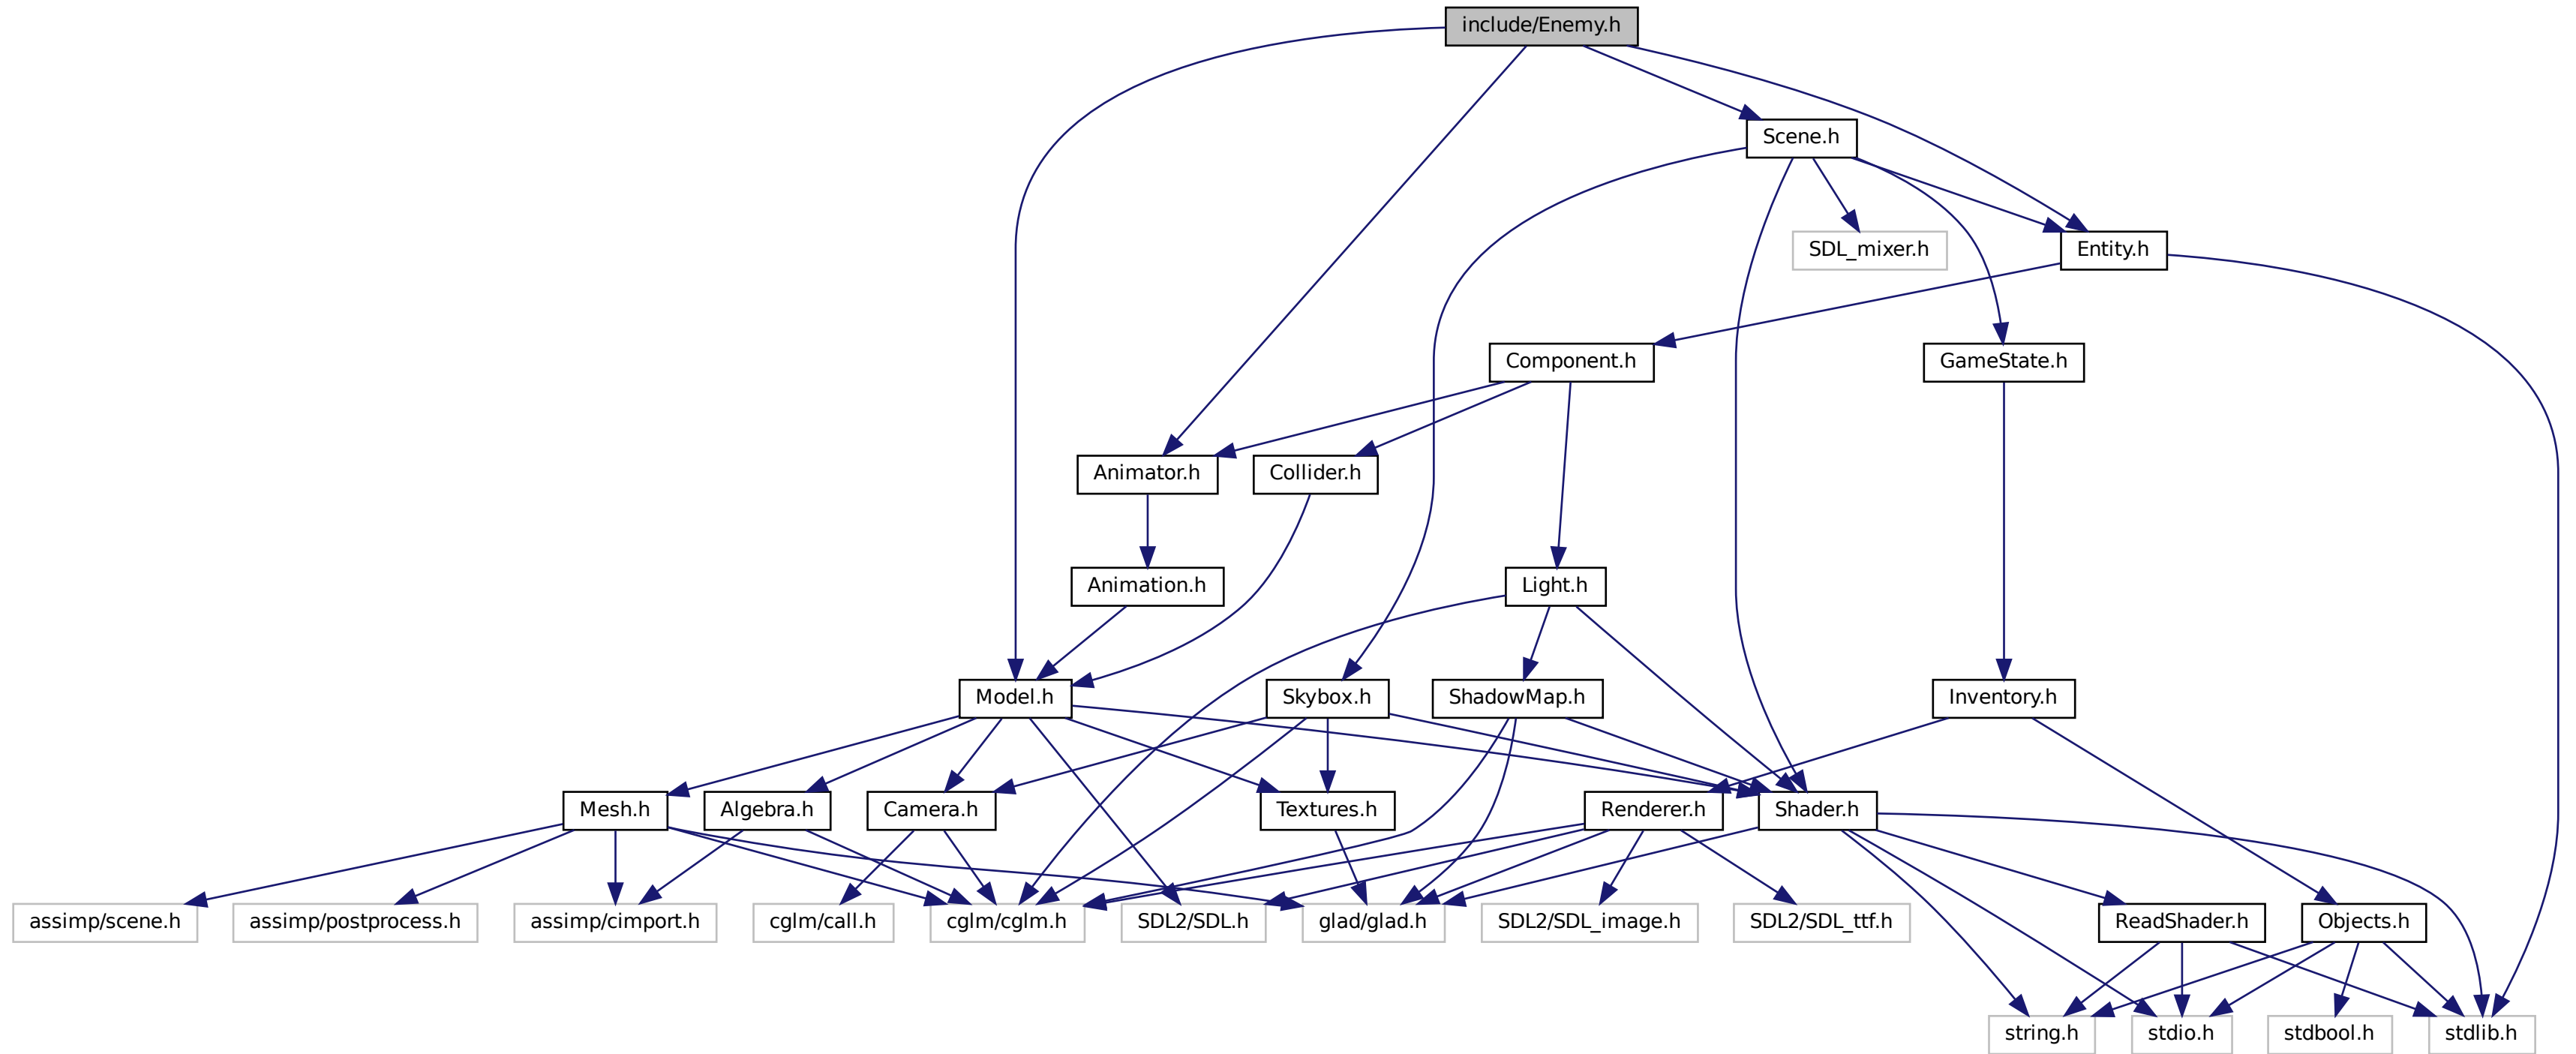 include/Enemy.h
Scene.h
SDL_mixer.h
Entity.h
Component.h
GameState.h
Animator.h
Collider.h
Animation.h
Light.h
Model.h
Skybox.h
ShadowMap.h
Inventory.h
Mesh.h
Algebra.h
Camera.h
Textures.h
Renderer.h
Shader.h
assimp/scene.h
assimp/postprocess.h
assimp/cimport.h
cglm/call.h
cglm/cglm.h
SDL2/SDL.h
glad/glad.h
SDL2/SDL_image.h
SDL2/SDL_ttf.h
ReadShader.h
Objects.h
string.h
stdio.h
stdbool.h
stdlib.h